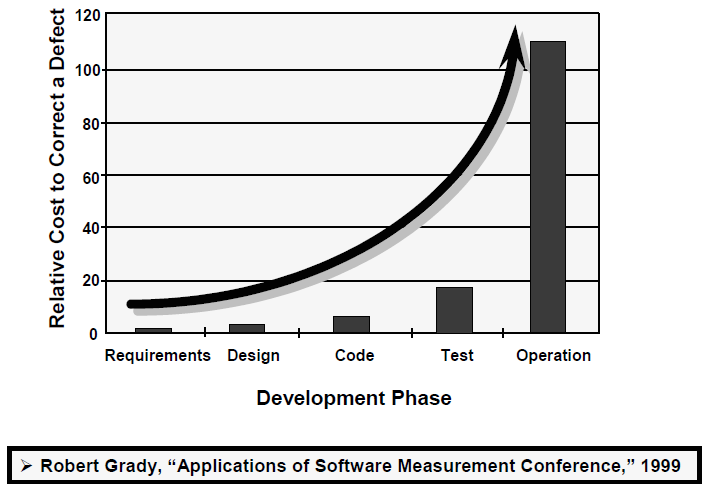 Relative Cost to Correct a Defect
120
100
80
60
40
20
0
Requirements Design Code Test Operation
Development Phase
➢ Robert Grady, “Applications of Software Measurement Conference,” 1999